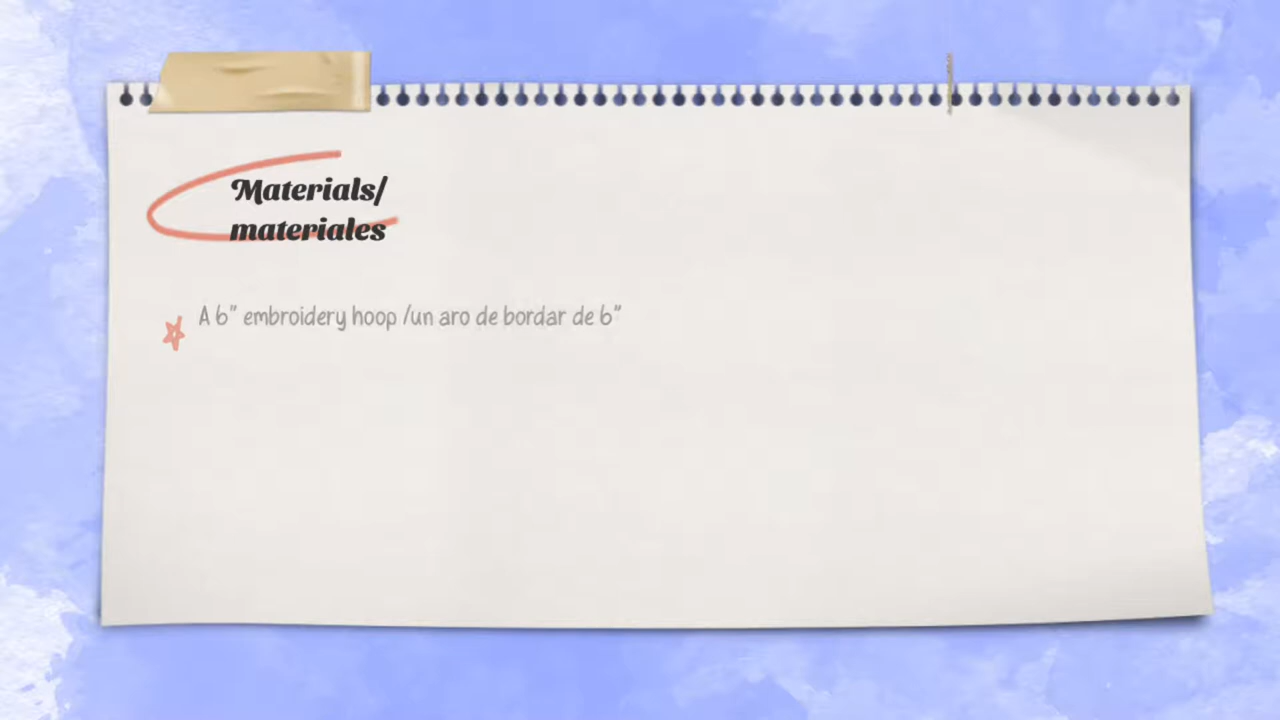 Materials/
materiales
A 6" embroidery hoop /un aro de bordar de 6"